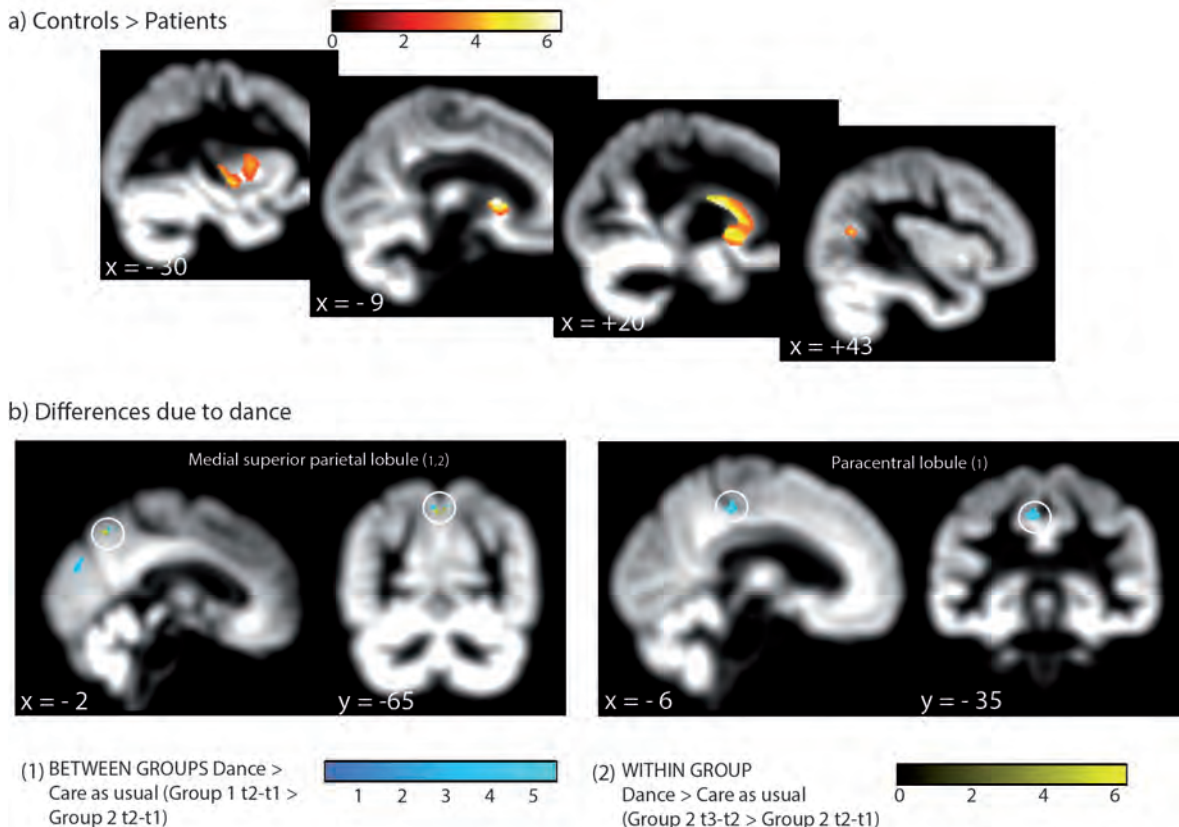 a) Controls > Patients
0 2 4 6
x = - 30
x = - 9
x = +20
x = +43
b) Differences due to dance
Medial superior parietal lobule (1,2)
x = - 2
y = -65
Paracentral lobule (1)
x = - 6
y = - 35
(1) BETWEEN GROUPS Dance >
Care as usual (Group 1 t2-t1 >
Group 2 t2-t1)
1 2 3 4 5
(2) WITHIN GROUP
Dance > Care as usual
(Group 2 t3-t2 > Group 2 t2-t1)
0 2 4 6